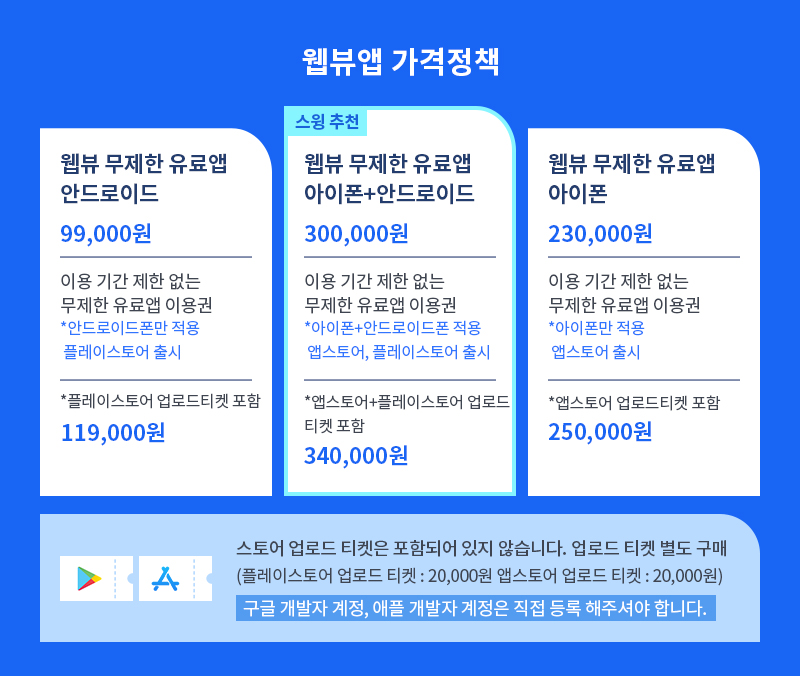 웹뷰앱 가격정책
웹뷰 무제한 유료앱
안드로이드
99,000원
이용 기간 제한 없는
무제한 유료앱 이용권
*안드로이드폰만 적용
플레이스토어 출시
*플레이스토어 업로드티켓 포함
119,000원
스윙 추천
웹뷰 무제한 유료앱
아이폰+안드로이드
300,000원
이용 기간 제한 없는
무제한 유료앱 이용권
*아이폰+안드로이드폰 적용
앱스토어, 플레이스토어 출시
*앱스토어+플레이스토어 업로드
티켓 포함
340,000원
웹뷰 무제한 유료앱
아이폰
230,000원
이용 기간 제한 없는
무제한 유료앱 이용권
*아이폰만 적용
앱스토어 출시
*앱스토어 업로드티켓 포함
250,000원
스토어 업로드 티켓은 포함되어 있지 않습니다. 업로드 티켓 별도 구매
(플레이스토어 업로드 티켓 : 20,000원 앱스토어 업로드 티켓 : 20,000원)
구글 개발자 계정, 애플 개발자 계정은 직접 등록 해주셔야 합니다.